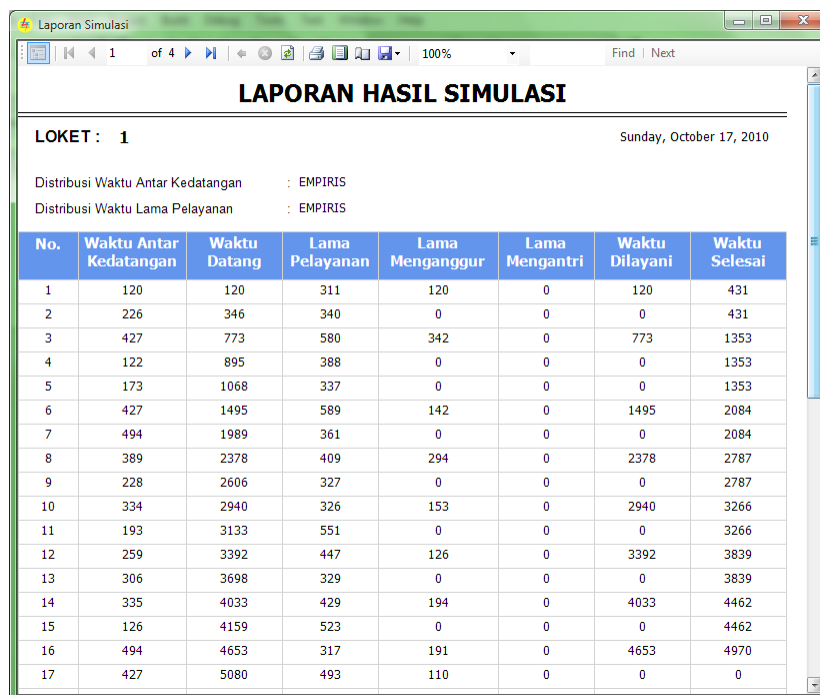 Laporan Simulasi
1 of 4 100% Find Next
LAPORAN HASIL SIMULASI
LOKET : 1 Sunday, October 17, 2010
Distribusi Waktu Antar Kedatangan : EMPIRIS
Distribusi Waktu Lama Pelayanan : EMPIRIS
No. Waktu Antar Kedatangan Waktu Datang Lama Pelayanan Lama Menganggur Lama Mengantri Waktu Dilayani Waktu Selesai
1 120 120 311 120 0 120 431
2 226 346 340 0 0 0 431
3 427 773 580 342 0 773 1353
4 122 895 388 0 0 0 1353
5 173 1068 337 0 0 0 1353
6 427 1495 589 142 0 1495 2084
7 494 1989 361 0 0 0 2084
8 389 2378 409 294 0 2378 2787
9 228 2606 327 0 0 0 2787
10 334 2940 326 153 0 2940 3266
11 193 3133 551 0 0 0 3266
12 259 3392 447 126 0 3392 3839
13 306 3698 329 0 0 0 3839
14 335 4033 429 194 0 4033 4462
15 126 4159 523 0 0 0 4462
16 494 4653 317 191 0 4653 4970
17 427 5080 493 110 0 0 0